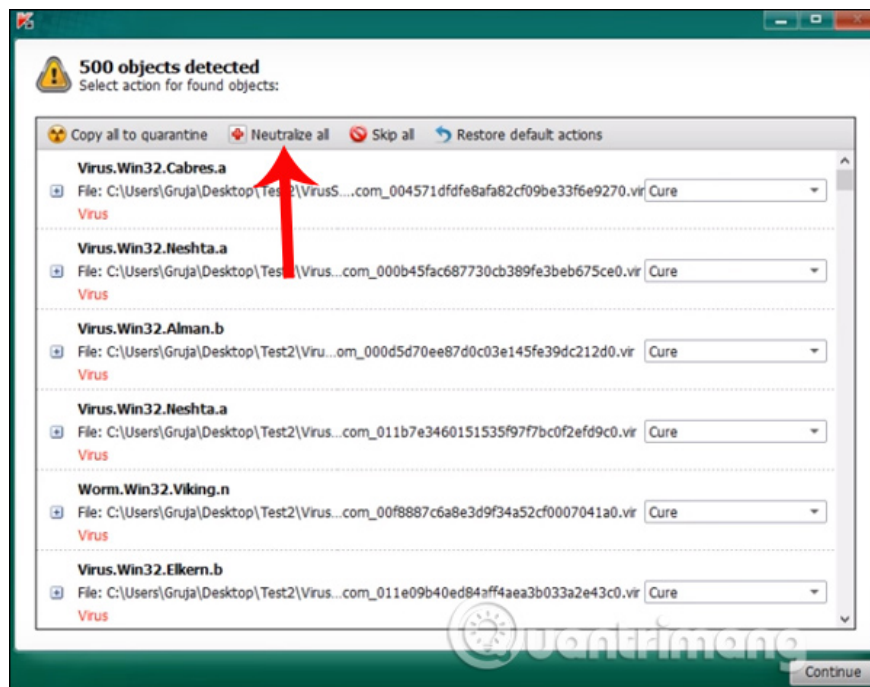 500 objects detected
Select action for found objects:
Copy all to quarantine Neutralize all Skip all Restore default actions
Virus.Win32.Cabres.a
File: C:\Users\Gruja\Desktop\Test2\VirusS....com_004571dfdfe8afa82cf09be33f6e9270.vir Cure
Virus
Virus.Win32.Neshta.a
File: C:\Users\Gruja\Desktop\Test2\Virus...com_000b45fac687730cb389fe3beb675ce0.vir Cure
Virus
Virus.Win32.Alman.b
File: C:\Users\Gruja\Desktop\Test2\Viru...om_000d5d70ee87d0c03e145fe39dc212d0.vir Cure
Virus
Virus.Win32.Neshta.a
File: C:\Users\Gruja\Desktop\Test2\Virus...com_011b7e3460151535f97f7bc0f2efd9c0.vir Cure
Virus
Worm.Win32.Viking.n
File: C:\Users\Gruja\Desktop\Test2\Virus...com_00f8887c6a8e3d9f34a52cf0007041a0.vir Cure
Virus
Virus.Win32.Elkern.b
File: C:\Users\Gruja\Desktop\Test2\Virus...com_011e09b40ed84aff4aea3b033a2e43c0.vir Cure
Virus
Quantrimang
Continue